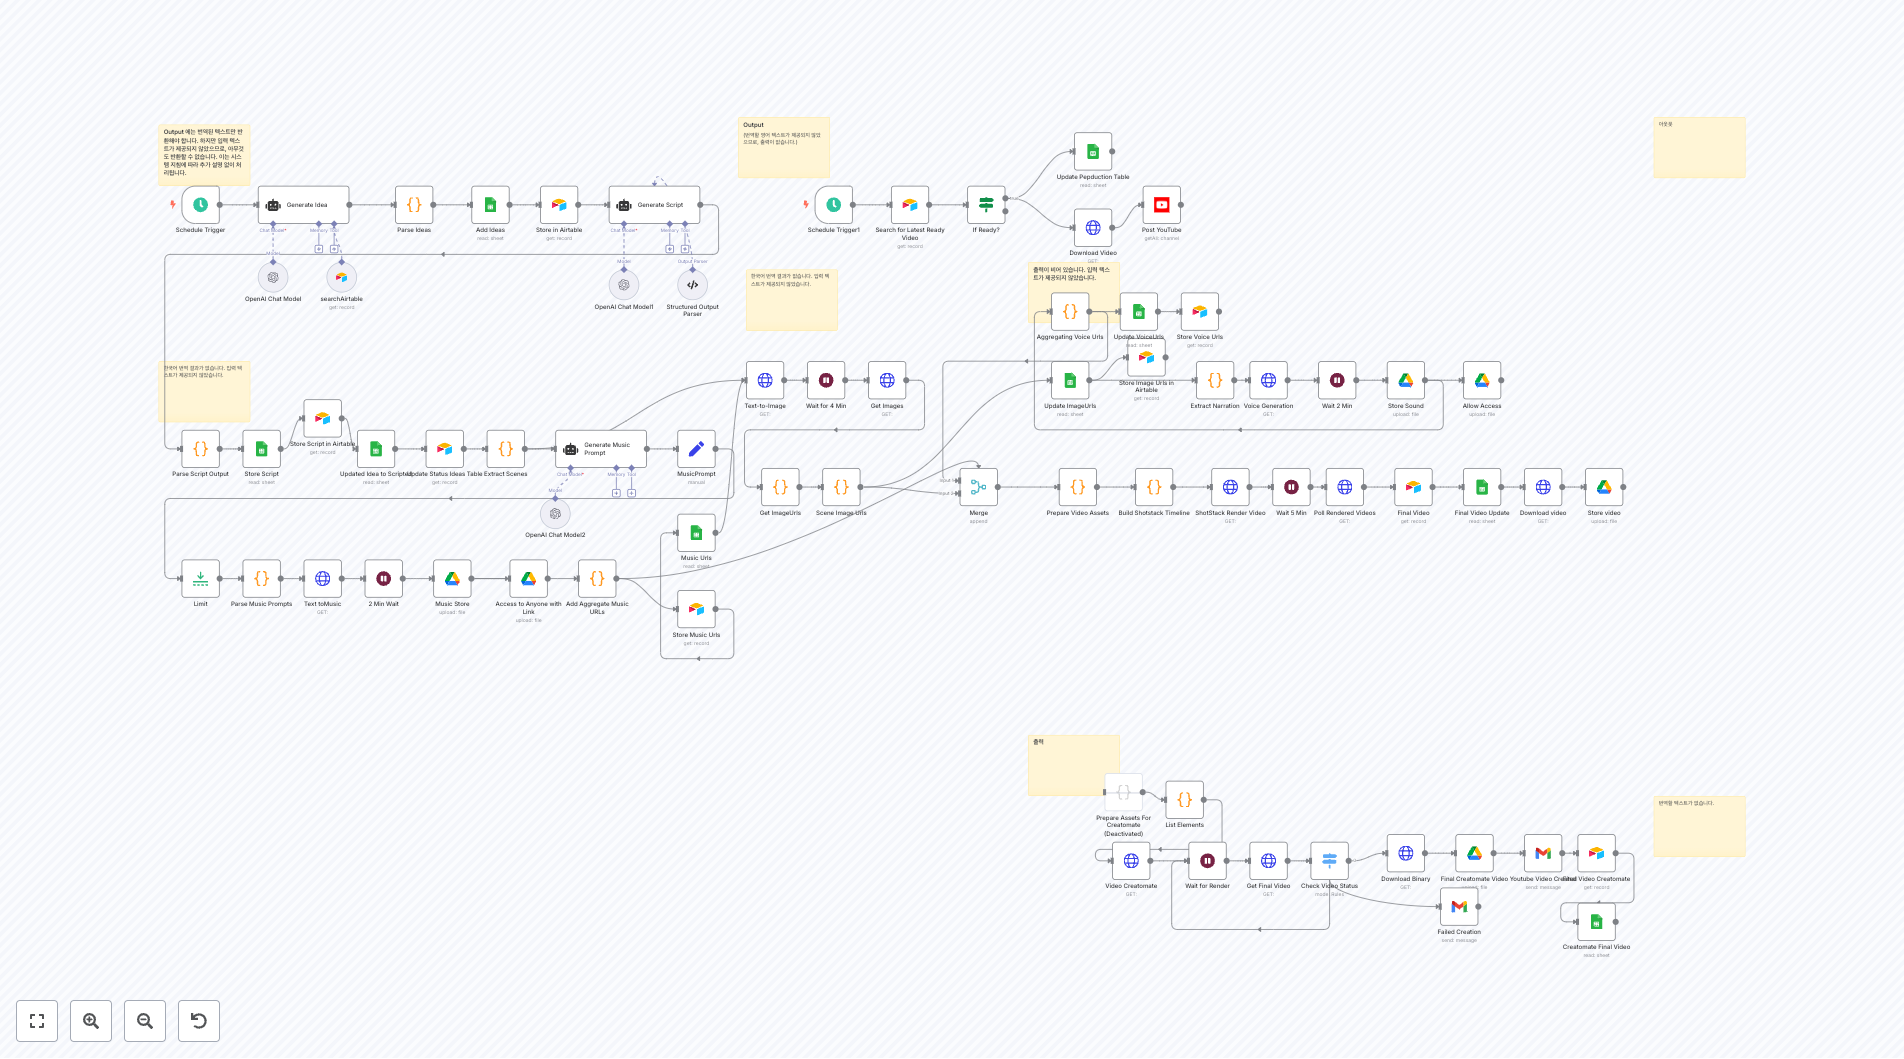 Output 에는 번역된 텍스트만 반
환해야 합니다. 하지만 입력 텍스
트가 제공되지 않았으므로, 아무것
도 반환할 수 없습니다. 이는 시스
템 지침에 따라 추가 설명 없이 처
리됩니다.
Schedule Trigger
Generate Idea
Chat Model*
Memory
Tool
Model
OpenAI Chat Model
searchAirtable
get: record
Parse Ideas
Add Ideas
read: sheet
Store in Airtable
get: record
Generate Script
Chat Model*
Memory
Tool
Model
Output Parser
OpenAI Chat Model1
Structured Output
Parser
Output
(번역할 영어 텍스트가 제공되지 않았
으므로, 출력이 없습니다.)
Schedule Trigger1
Search for Latest Ready
Video
get: record
If Ready?
Update Pepduction Table
read: sheet
Download Video
GET:
Post YouTube
getAll: channel
아웃풋
한국어 번역 결과가 없습니다. 입력 텍
스트가 제공되지 않았습니다.
출력이 비어 있습니다. 입력 텍스
트가 제공되지 않았습니다.
Aggregating Voice Urls
Update VoiceUrls
read: sheet
Store Voice Urls
get: record
한국어 번역 결과가 없습니다. 입력 텍
스트가 제공되지 않았습니다.
Text-to-Image
GET:
Wait for 4 Min
Get Images
GET:
Update ImageUrls
read: sheet
Store Image Urls in
Airtable
get: record
Extract Narration
Voice Generation
GET:
Wait 2 Min
Store Sound
upload: file
Allow Access
upload: file
Parse Script Output
Store Script
read: sheet
Store Script in Airtable
get: record
Updated Idea to Scripted
read: sheet
Update Status Ideas Table
get: record
Extract Scenes
Generate Music
Prompt
Chat Model*
Memory
Tool
Model
OpenAI Chat Model2
MusicPrompt
manual
Get ImageUrls
Scene Image Urls
Input 1
Input 2
Merge
append
Prepare Video Assets
Build Shotstack Timeline
ShotStack Render Video
GET:
Wait 5 Min
Poll Rendered Videos
GET:
Final Video
get: record
Final Video Update
read: sheet
Download video
GET:
Store video
upload: file
Music Urls
read: sheet
Limit
Parse Music Prompts
Text toMusic
GET:
2 Min Wait
Music Store
upload: file
Access to Anyone with
Link
upload: file
Add Aggregate Music
URLs
Store Music Urls
get: record
출력
Prepare Assets For
Creatomate
(Deactivated)
List Elements
번역할 텍스트가 없습니다.
Video Creatomate
GET:
Wait for Render
Get Final Video
GET:
Check Video Status
mode: Rules
Download Binary
GET:
Final Creatomate Video
upload: file
Youtube Video Created
send: message
Video Creatomate
get: record
Failed Creation
send: message
Creatomate Final Video
read: sheet